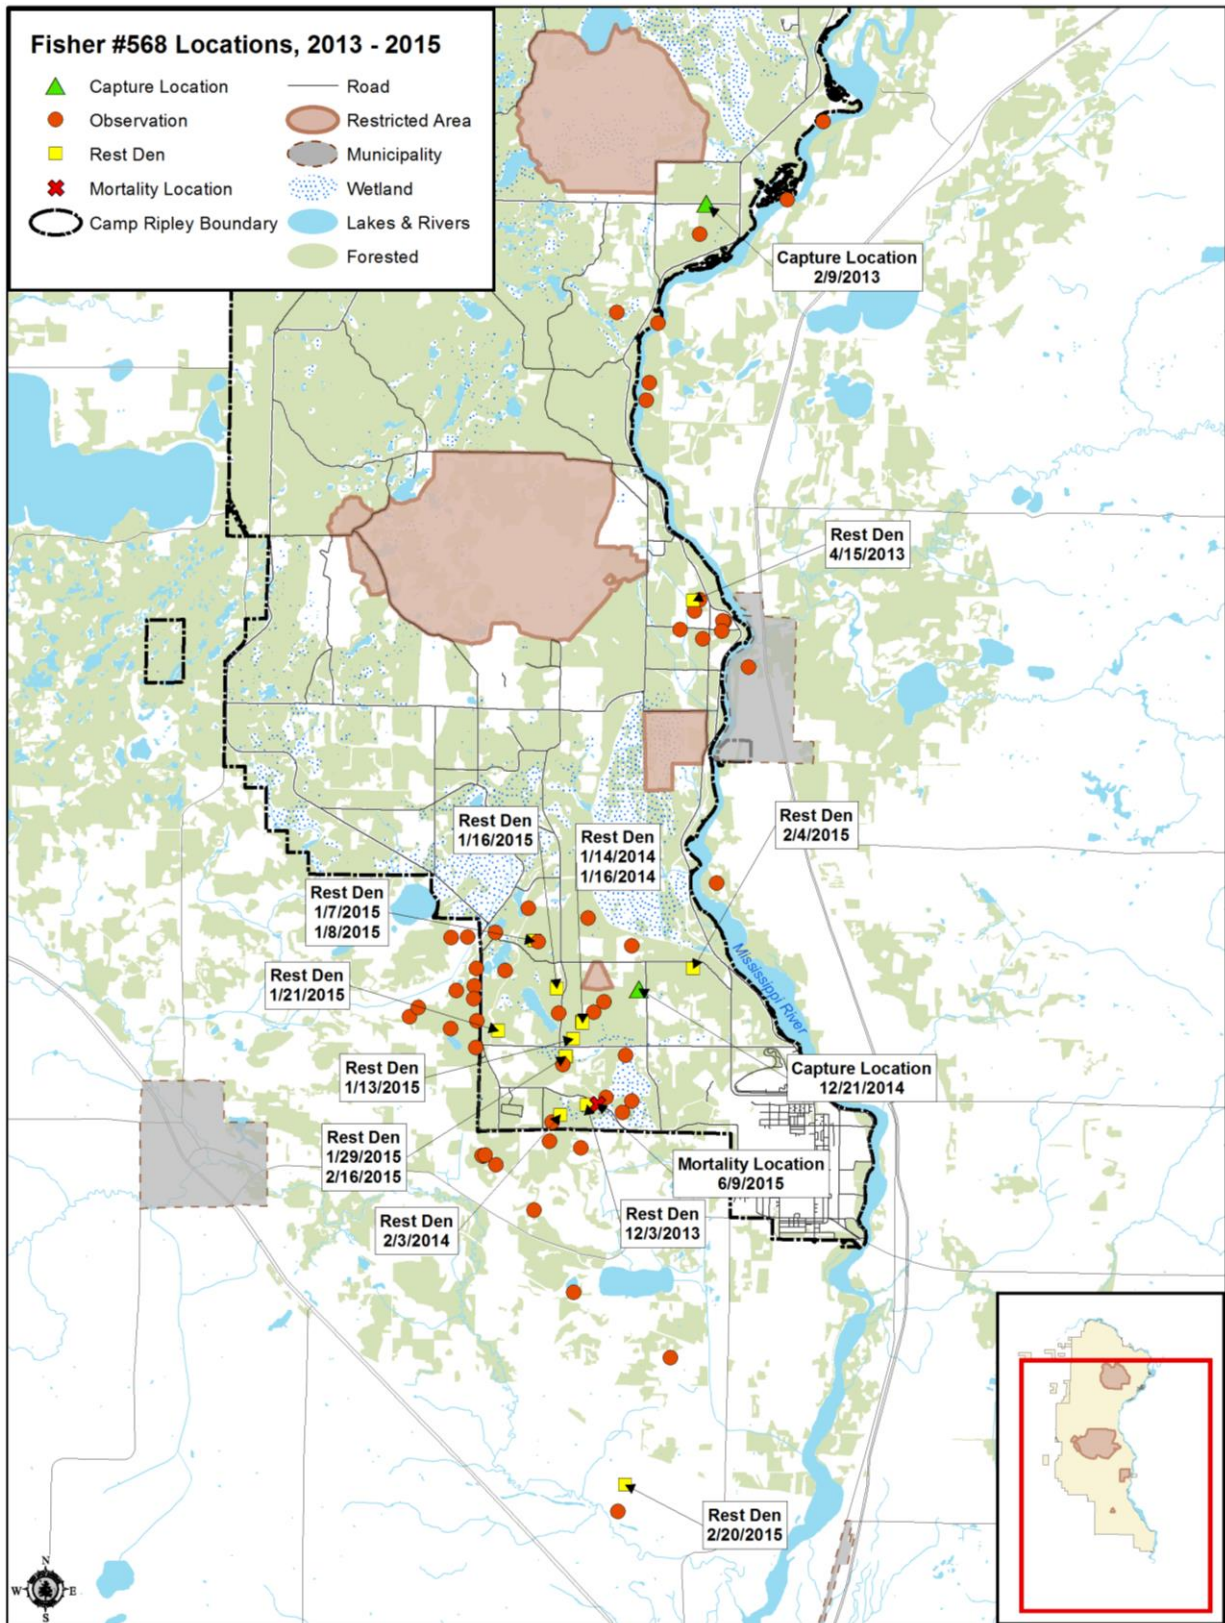 Fisher #568 Locations, 2013 - 2015
Capture Location
Observation
Rest Den
Mortality Location
Camp Ripley Boundary
Road
Restricted Area
Municipality
Wetland
Lakes & Rivers
Forested
Capture Location
2/9/2013
Rest Den
4/15/2013
Rest Den
2/4/2015
Rest Den
1/16/2015
Rest Den
1/14/2014
1/16/2014
Rest Den
1/7/2015
1/8/2015
Mississippi River
Rest Den
1/21/2015
Rest Den
1/13/2015
Capture Location
12/21/2014
Rest Den
1/29/2015
2/16/2015
Mortality Location
6/9/2015
Rest Den
2/3/2014
Rest Den
12/3/2013
Rest Den
2/20/2015
N
W
E
S